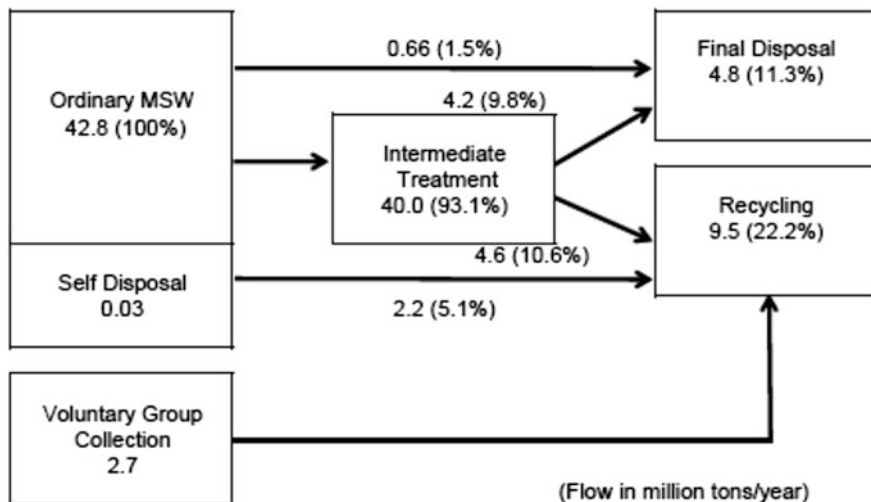 Ordinary MSW
42.8 (100%)
0.66 (1.5%)
Final Disposal
4.8 (11.3%)
4.2 (9.8%)
Intermediate
Treatment
40.0 (93.1%)
Recycling
9.5 (22.2%)
4.6 (10.6%)
Self Disposal
0.03
2.2 (5.1%)
Voluntary Group
Collection
2.7
(Flow in million tons/year)